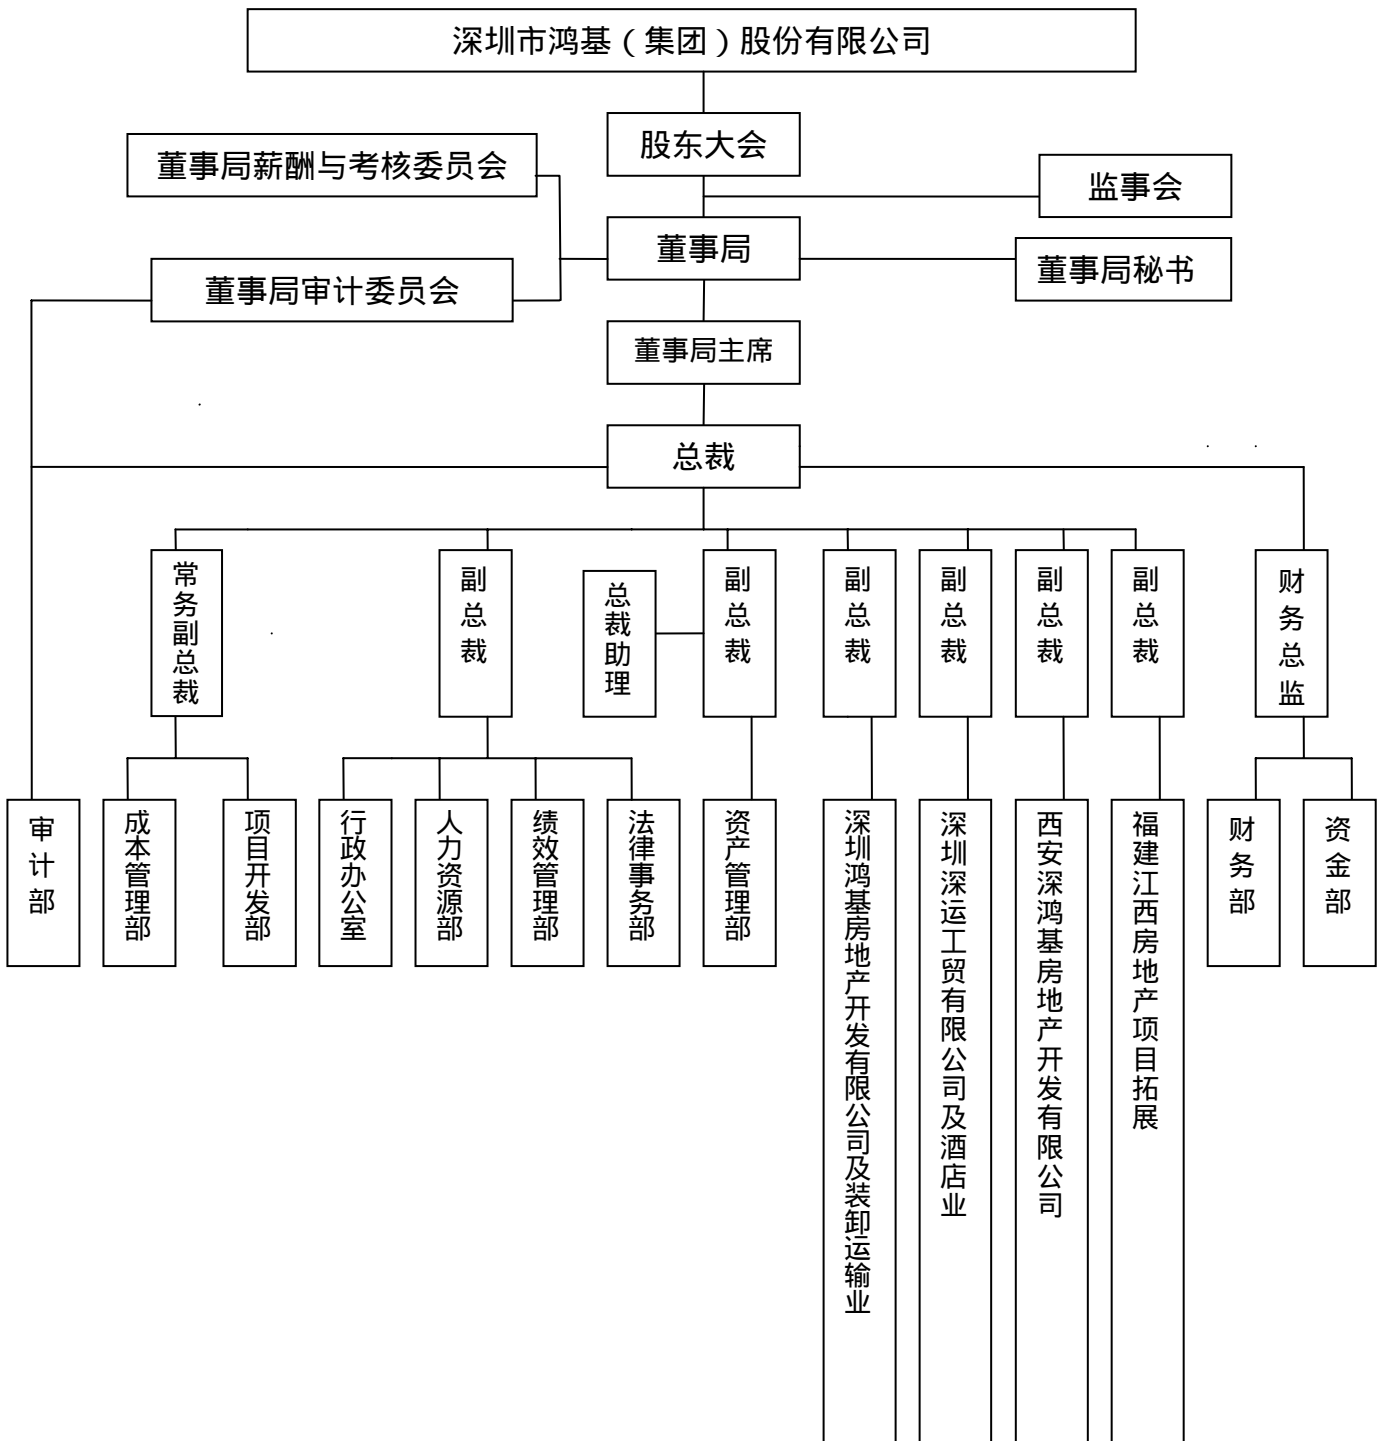 深圳市鸿基（集团）股份有限公司
股东大会
董事局薪酬与考核委员会
监事会
董事局
董事局秘书
董事局审计委员会
董事局主席
总裁
常务副总裁
副总裁
总裁助理
副总裁
副总裁
副总裁
副总裁
副总裁
财务总监
审计部
成本管理部
项目开发部
行政办公室
人力资源部
绩效管理部
法律事务部
资产管理部
深圳鸿基房地产开发有限公司及装卸运输业
深圳深运工贸有限公司及酒店业
西安深鸿基房地产开发有限公司
福建江西房地产项目拓展
财务部
资金部